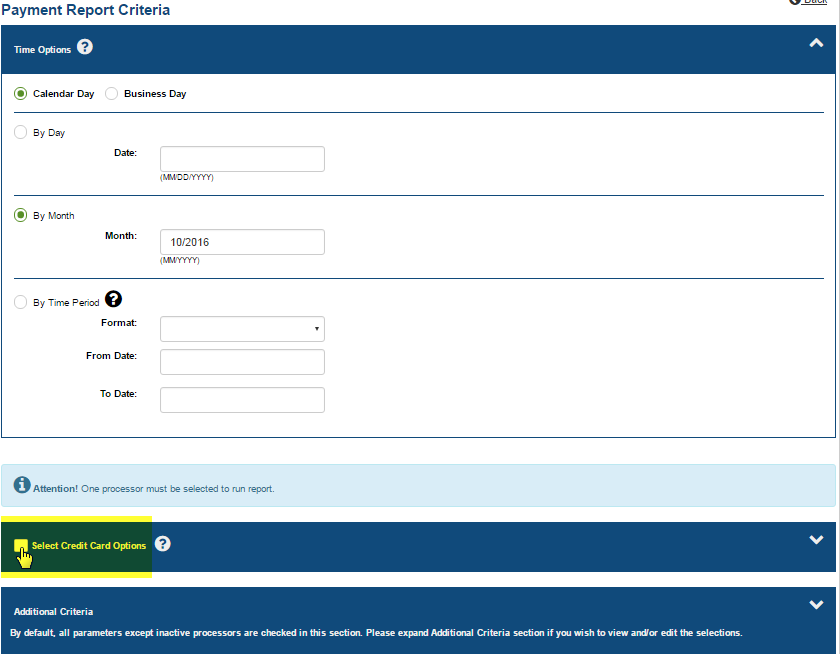 Back
Payment Report Criteria
Time Options ?
Calendar Day Business Day
By Day
Date:
(MM/DD/YYYY)
By Month
Month: 10/2016
(MM/YYYY)
By Time Period ?
Format:
From Date:
To Date:
Attention! One processor must be selected to run report.
Select Credit Card Options ?
Additional Criteria
By default, all parameters except inactive processors are checked in this section. Please expand Additional Criteria section if you wish to view and/or edit the selections.